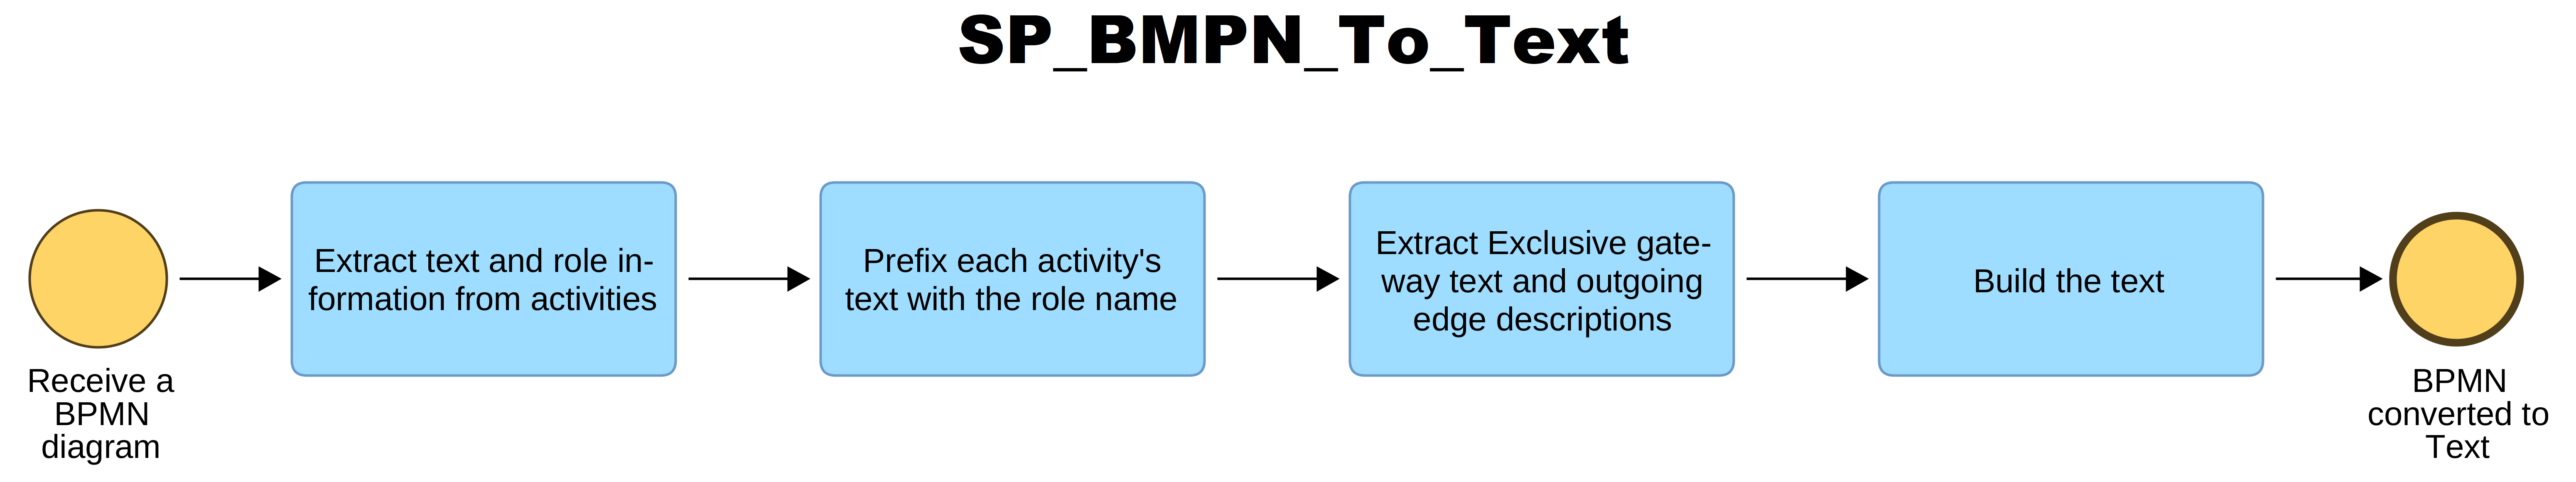 SP_BMPN_To_Text
Receive a
BPMN
diagram
Extract text and role in-
formation from activities
Prefix each activity's
text with the role name
Extract Exclusive gate-
way text and outgoing
edge descriptions
Build the text
BPMN
converted to
Text